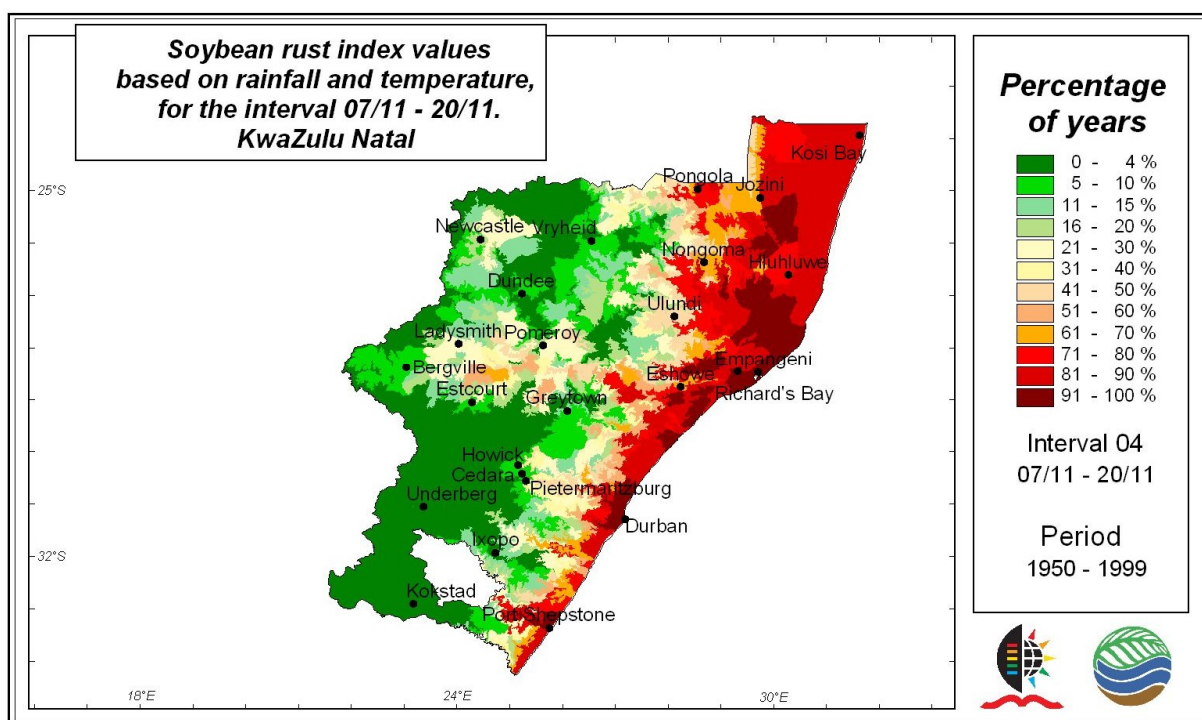 Soybean rust index values
based on rainfall and temperature,
for the interval 07/11 - 20/11.
KwaZulu Natal
Percentage
of years
0 - 4 %
5 - 10 %
11 - 15 %
16 - 20 %
21 - 30 %
31 - 40 %
41 - 50 %
51 - 60 %
61 - 70 %
71 - 80 %
81 - 90 %
91 - 100 %
Interval 04
07/11 - 20/11
Period
1950 - 1999
Kosi Bay
Pongola
Jozini
25°S
Newcastle
Vryheid
Nongoma
Hluhluwe
Dundee
Ulundi
Ladysmith
Pomeroy
Empangeni
Bergville
Eshowe
Estcourt
Richard's Bay
Greytown
Howick
Cedara
Pietermaritzburg
Underberg
Durban
Ixopo
32°S
Kokstad
Port Shepstone
18°E
24°E
30°E